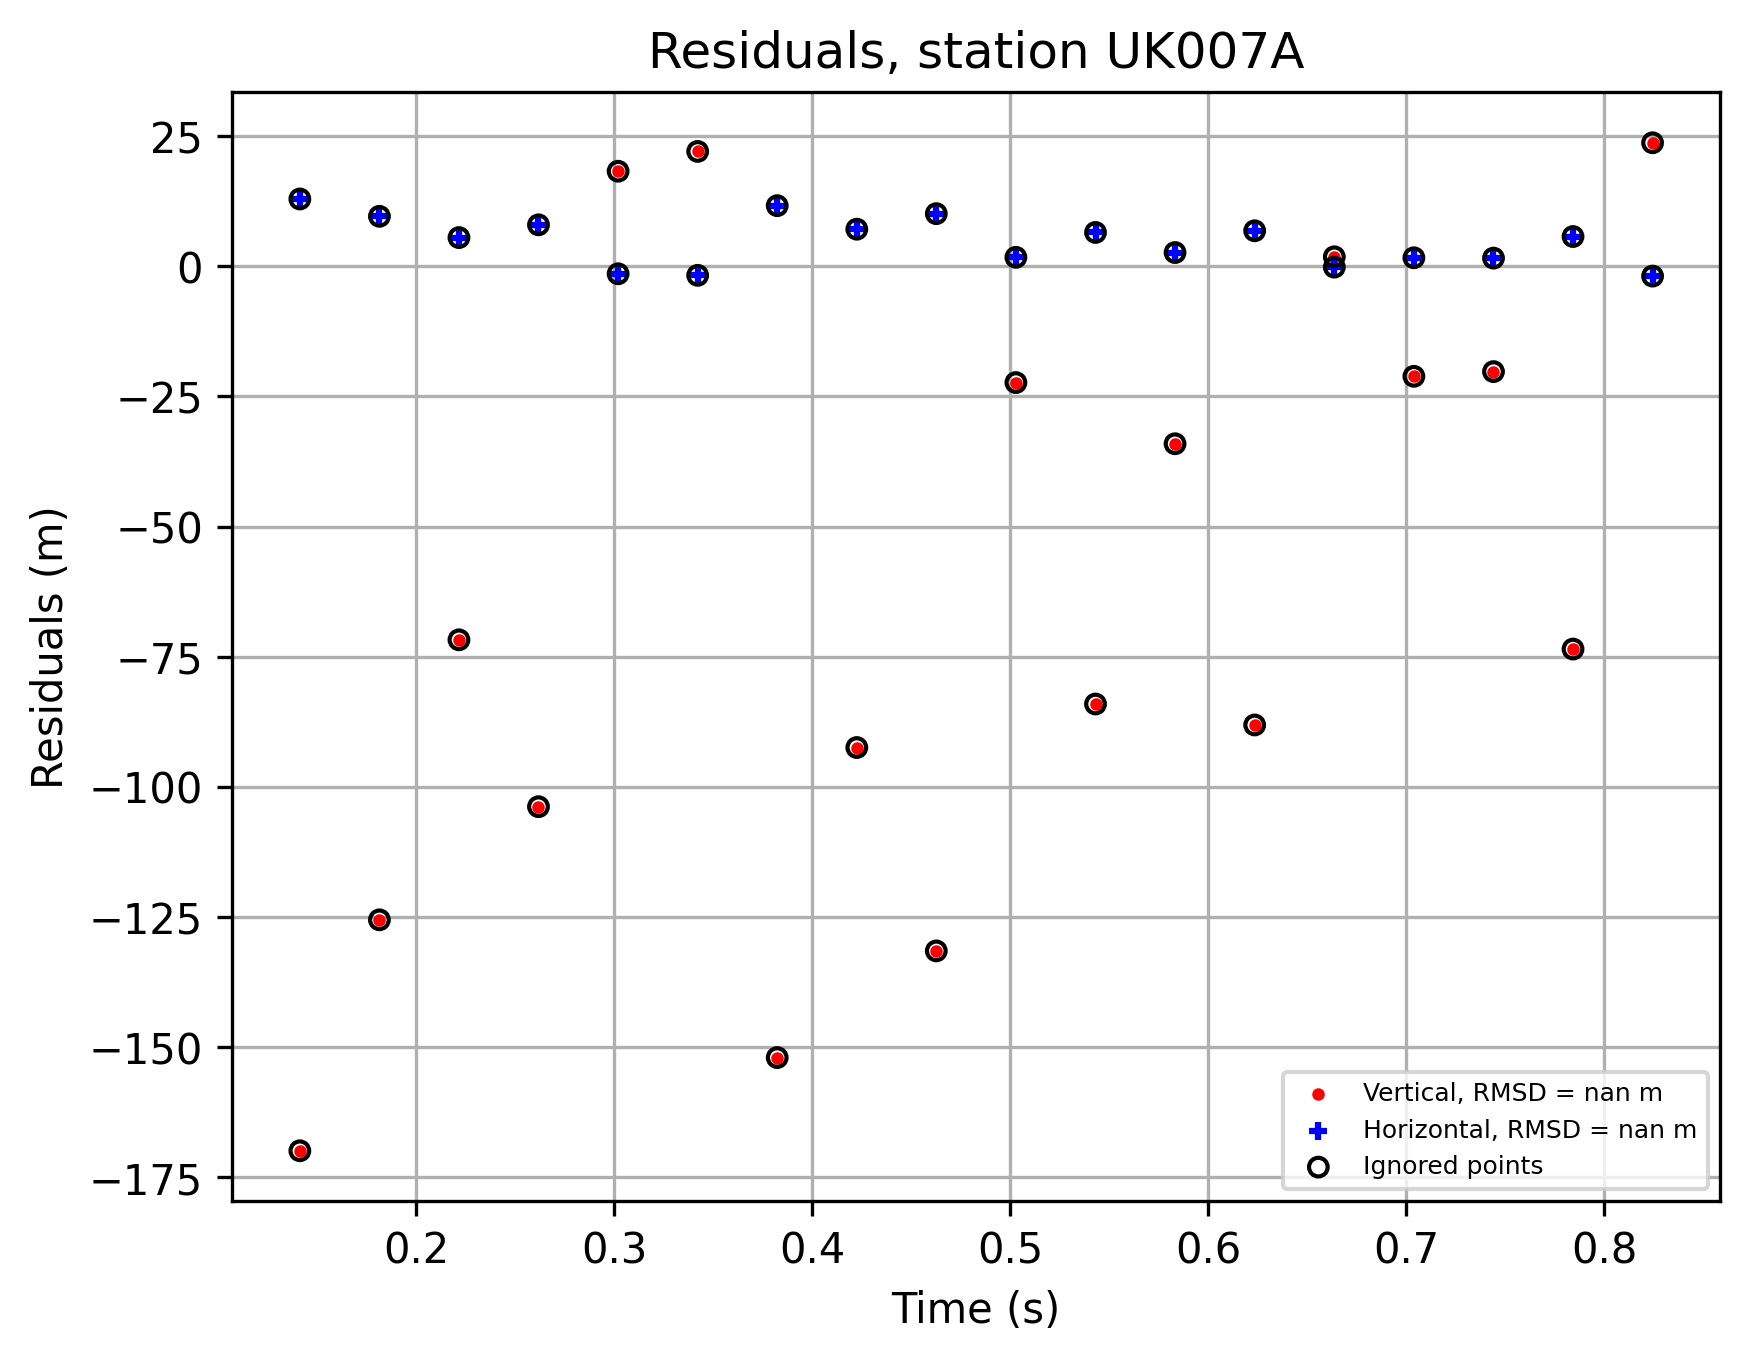 Residuals, station UK007A
25
0
−25
−50
−75
−100
−125
−150
−175
Residuals (m)
Vertical, RMSD = nan m
Horizontal, RMSD = nan m
Ignored points
0.2 0.3 0.4 0.5 0.6 0.7 0.8
Time (s)